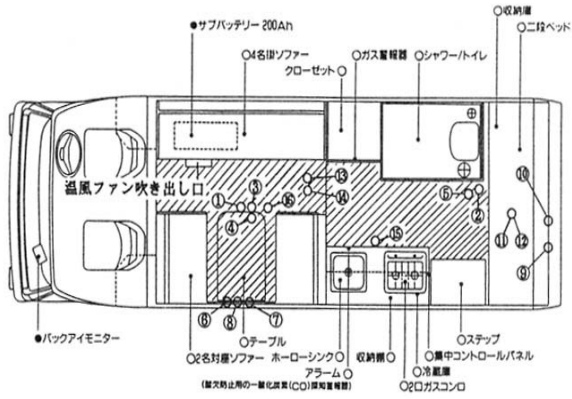 ○収納庫
●サブバッテリー200Ah
○二段ベッド
○4名掛ソファー
○ガス警報器
○シャワー/トイレ
クローゼット○
温風ファン吹き出し口
⑬
⑩
③
⑭
①
⑯
⑤
②
④
⑮
⑪
⑫
⑨
⑥
⑧
⑦
●バックアイモニター
○テーブル
○ステップ
○2名対座ソファー
ホーローシンク○
収納棚○
○集中コントロールパネル
アラーム○
○冷蔵庫
(酸欠防止用の一酸化炭素(CO)探知警報器)
○2口ガスコンロ